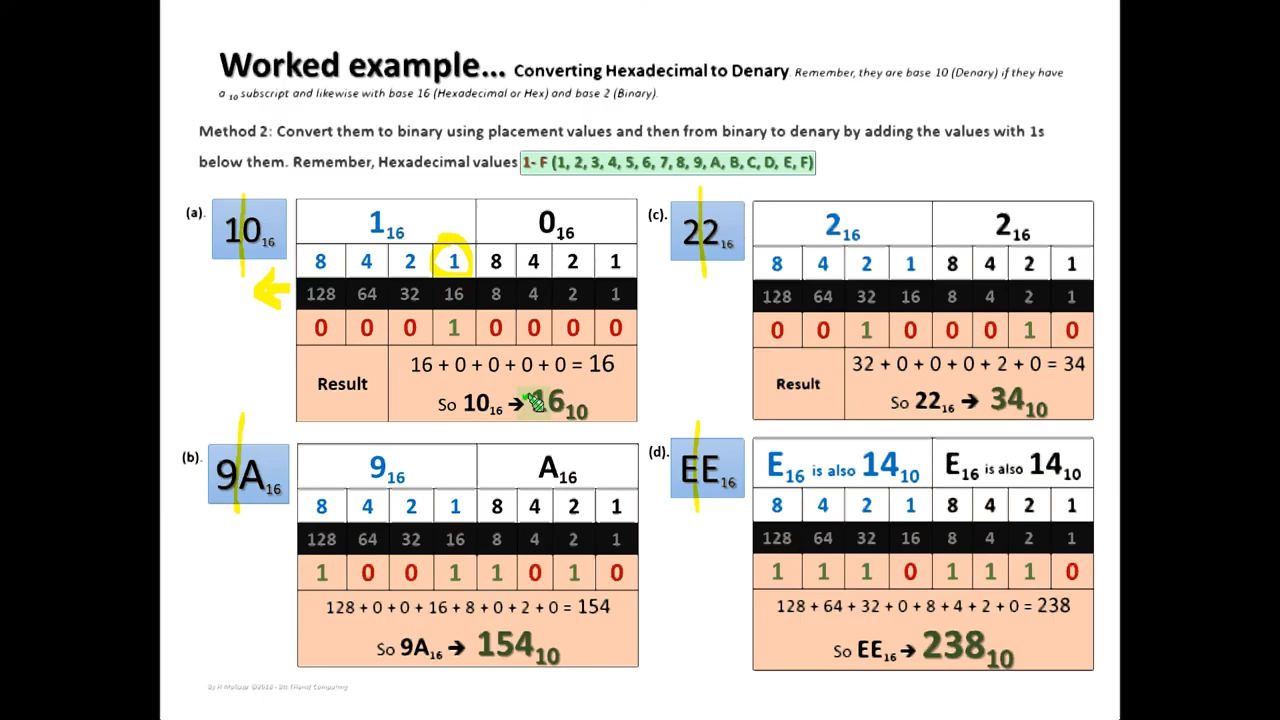 Worked example... Converting Hexadecimal to Denary. Remember, they are base 10 (Denary) if they have
a 10 subscript and likewise with base 16 (Hexadecimal or Hex) and base 2 (Binary).
Method 2: Convert them to binary using placement values and then from binary to denary by adding the values with 1s
below them. Remember, Hexadecimal values 1- F (1, 2, 3, 4, 5, 6, 7, 8, 9, A, B, C, D, E, F)
(a). 10₁₆
1₁₆ 0₁₆
8 4 2 1 8 4 2 1
128 64 32 16 8 4 2 1
0 0 0 1 0 0 0 0
Result
16 + 0 + 0 + 0 + 0 = 16
So 10₁₆ → 16₁₀
(b). 9A₁₆
9₁₆ A₁₆
8 4 2 1 8 4 2 1
128 64 32 16 8 4 2 1
1 0 0 1 1 0 1 0
128 + 0 + 0 + 16 + 8 + 0 + 2 + 0 = 154
So 9A₁₆ → 154₁₀
(c). 22₁₆
2₁₆ 2₁₆
8 4 2 1 8 4 2 1
128 64 32 16 8 4 2 1
0 0 1 0 0 0 1 0
Result
32 + 0 + 0 + 0 + 2 + 0 = 34
So 22₁₆ → 34₁₀
(d). EE₁₆
E₁₆ is also 14₁₀ E₁₆ is also 14₁₀
8 4 2 1 8 4 2 1
128 64 32 16 8 4 2 1
1 1 1 0 1 1 1 0
128 + 64 + 32 + 0 + 8 + 4 + 2 + 0 = 238
So EE₁₆ → 238₁₀